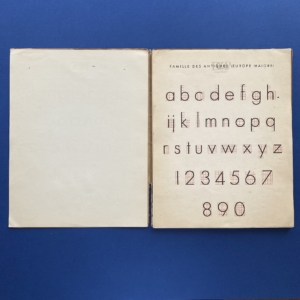 FAMILLE DES ANTIQUES (EUROPE MAIGRE)
abcdefgh
ijklmnopq
rstuvwxyz
1234567
890